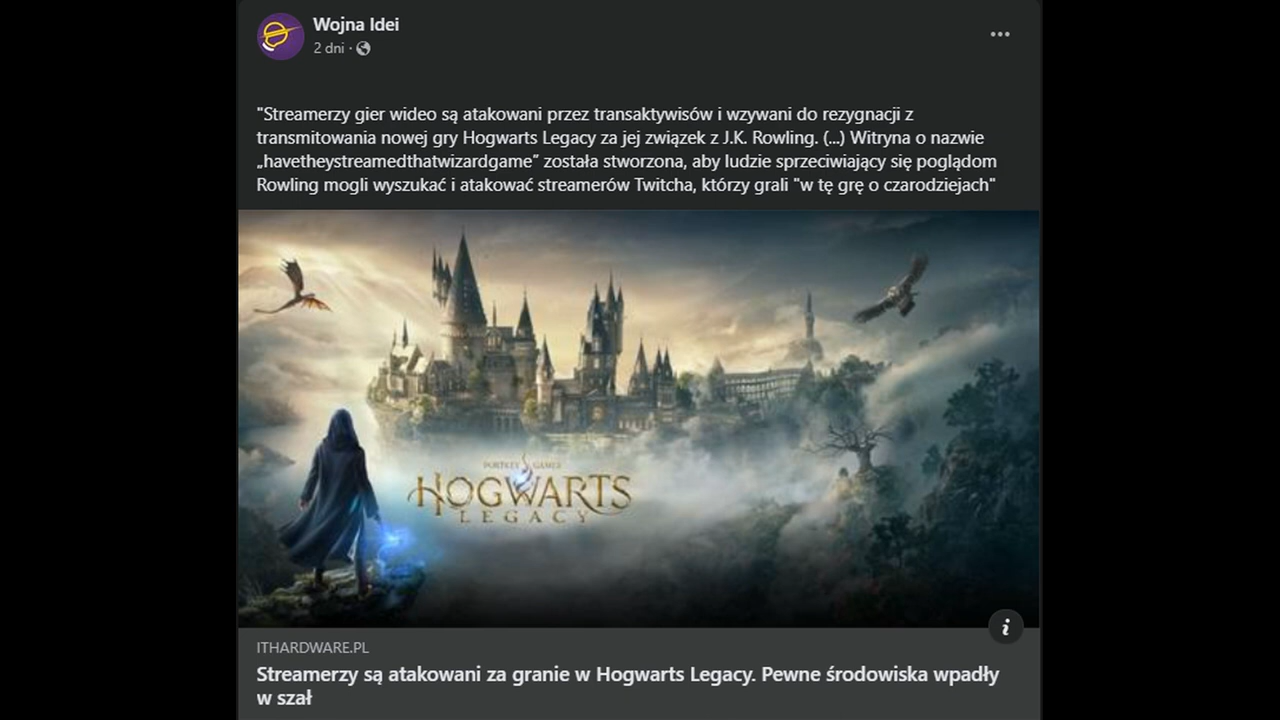 Wojna Idei
2 dni ·
"Streamerzy gier wideo są atakowani przez transaktywisów i wzywani do rezygnacji z
transmitowania nowej gry Hogwarts Legacy za jej związek z J.K. Rowling. (...) Witryna o nazwie
„havetheystreamedthatwizardgame” została stworzona, aby ludzie sprzeciwiający się poglądom
Rowling mogli wyszukać i atakować streamerów Twitcha, którzy grali "w tę grę o czarodziejach"
PORTKEY GAMES
HOGWARTS
LEGACY
ITHARDWARE.PL
Streamerzy są atakowani za granie w Hogwarts Legacy. Pewne środowiska wpadły
w szał